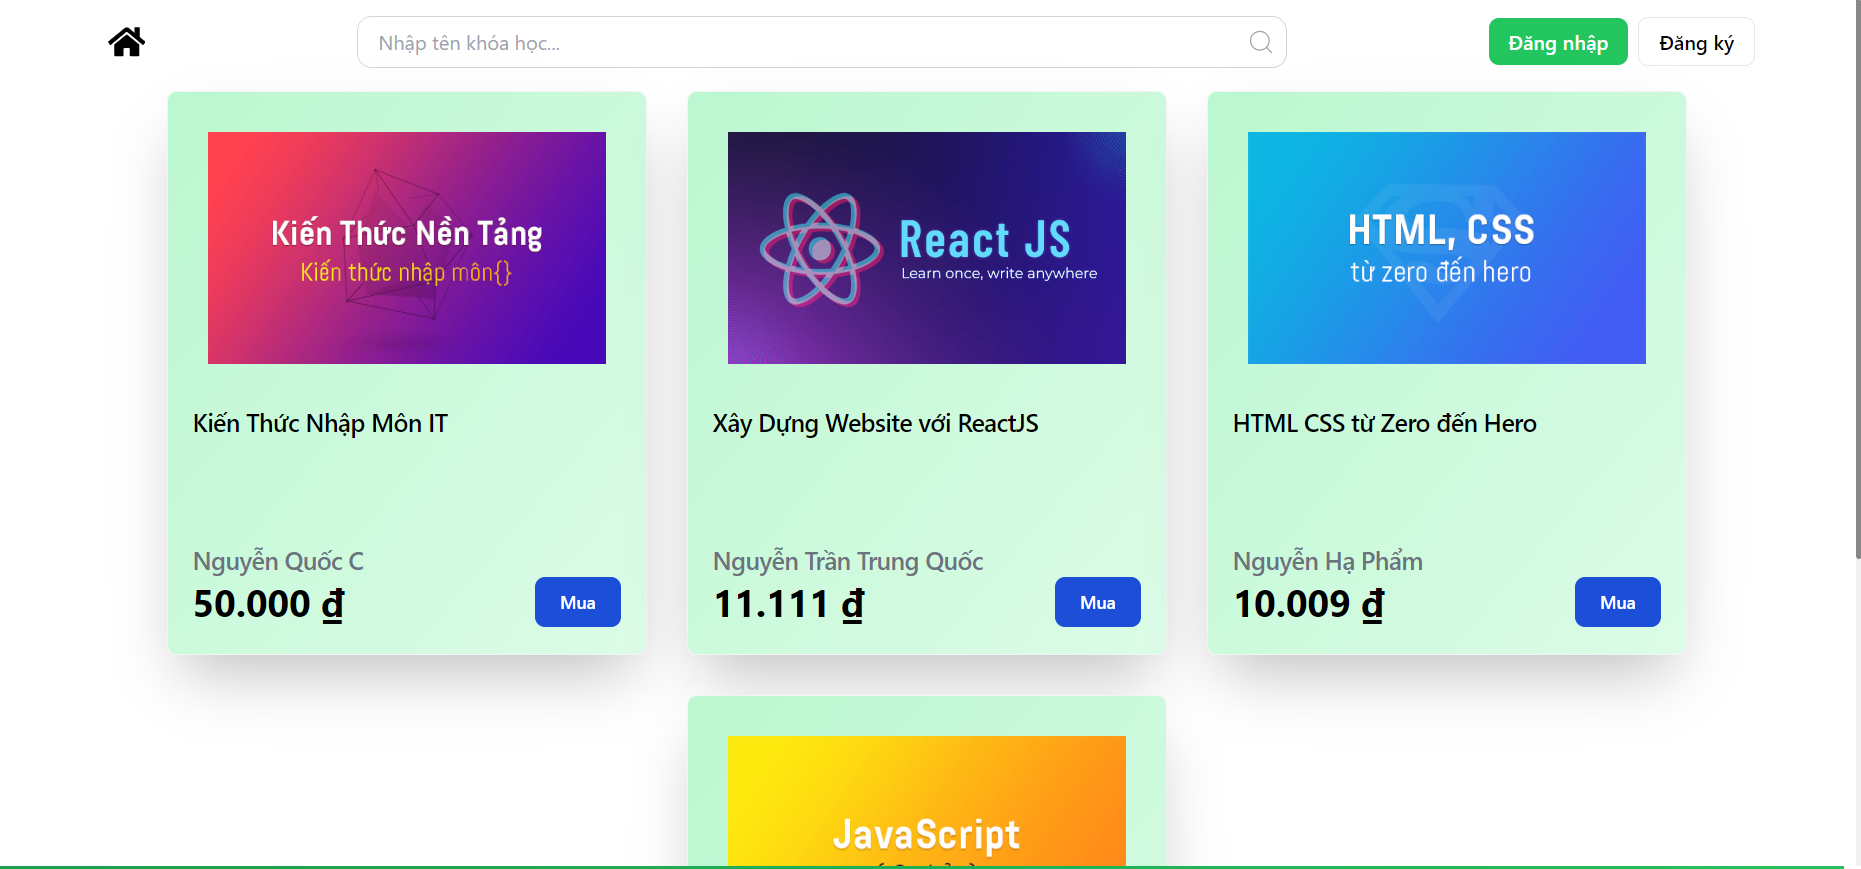 Nhập tên khóa học...
Đăng nhập
Đăng ký
Kiến Thức Nền Tảng
Kiến thức nhập môn{}
React JS
Learn once, write anywhere
HTML, CSS
từ zero đến hero
Kiến Thức Nhập Môn IT
Xây Dựng Website với ReactJS
HTML CSS từ Zero đến Hero
Nguyễn Quốc C
50.000 ₫
Mua
Nguyễn Trần Trung Quốc
11.111 ₫
Mua
Nguyễn Hạ Phẩm
10.009 ₫
Mua
JavaScript